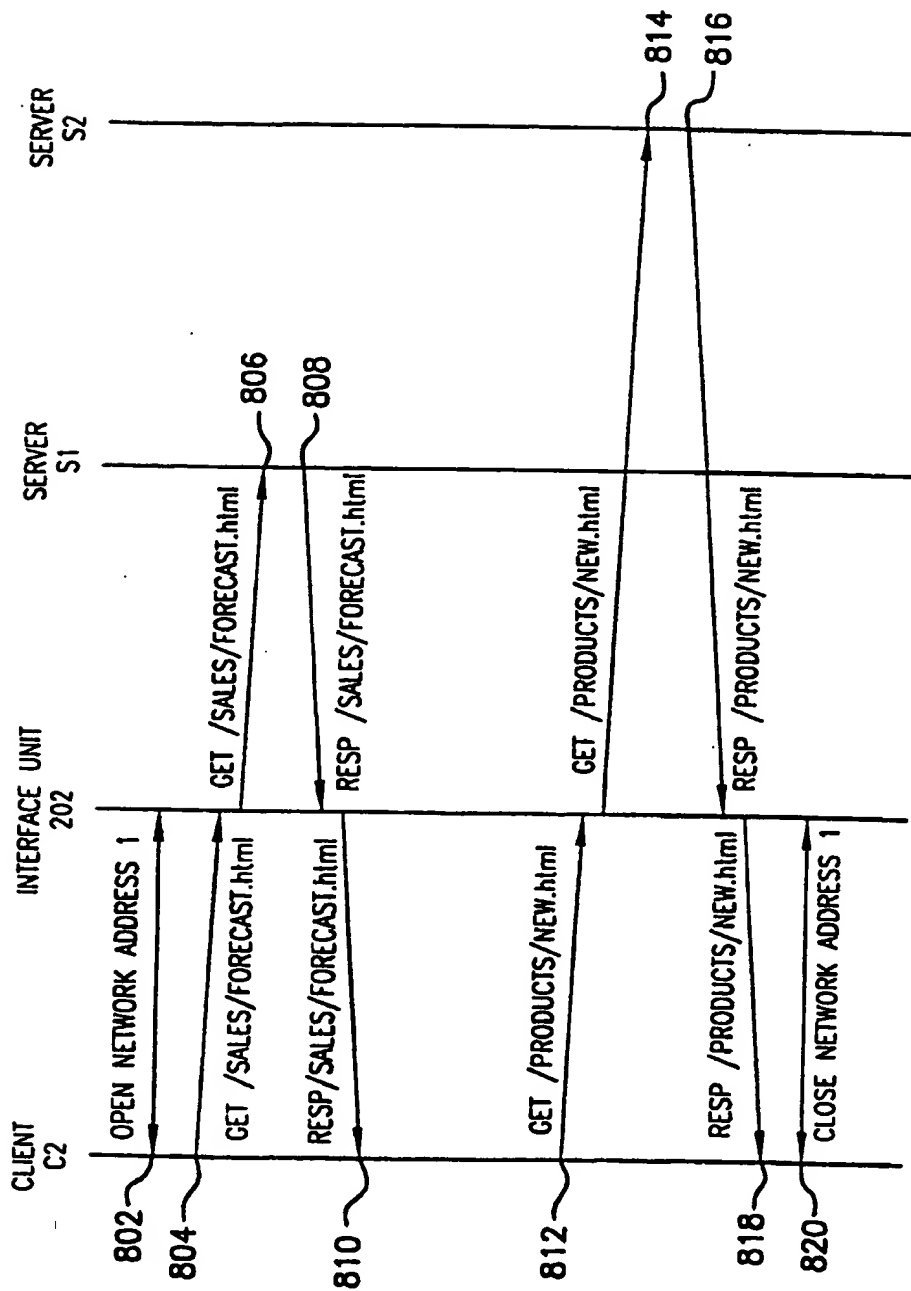 CLIENT
C2
INTERFACE UNIT
202
SERVER
S1
SERVER
S2
802
OPEN NETWORK ADDRESS 1
804
GET /SALES/FORECAST.html
GET /SALES/FORECAST.html
806
808
RESP /SALES/FORECAST.html
RESP/SALES/FORECAST.html
810
812
GET /PRODUCTS/NEW.html
GET /PRODUCTS/NEW.html
814
816
RESP /PRODUCTS/NEW.html
RESP /PRODUCTS/NEW.html
818
820
CLOSE NETWORK ADDRESS 1